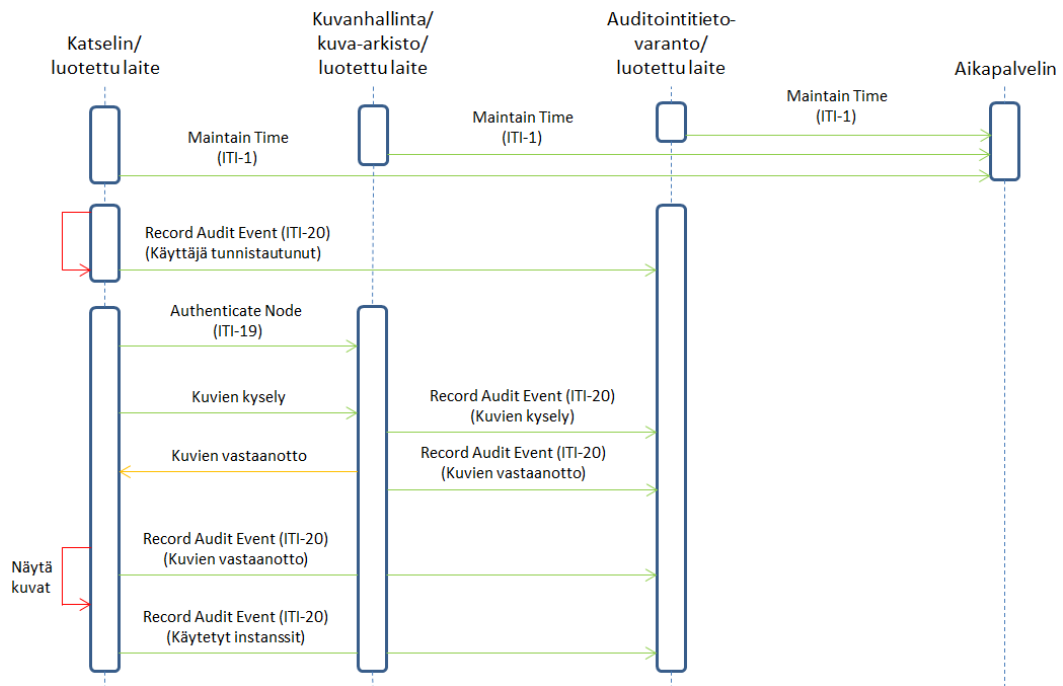 Katselin/
luotettu laite
Kuvanhallinta/
kuva-arkisto/
luotettu laite
Auditointitieto-
varanto/
luotettu laite
Aikapalvelin
Maintain Time
(ITI-1)
Maintain Time
(ITI-1)
Maintain Time
(ITI-1)
Record Audit Event (ITI-20)
(Käyttäjä tunnistautunut)
Authenticate Node
(ITI-19)
Kuvien kysely
Record Audit Event (ITI-20)
(Kuvien kysely)
Kuvien vastaanotto
Record Audit Event (ITI-20)
(Kuvien vastaanotto)
Näytä
kuvat
Record Audit Event (ITI-20)
(Kuvien vastaanotto)
Record Audit Event (ITI-20)
(Käytetyt instanssit)